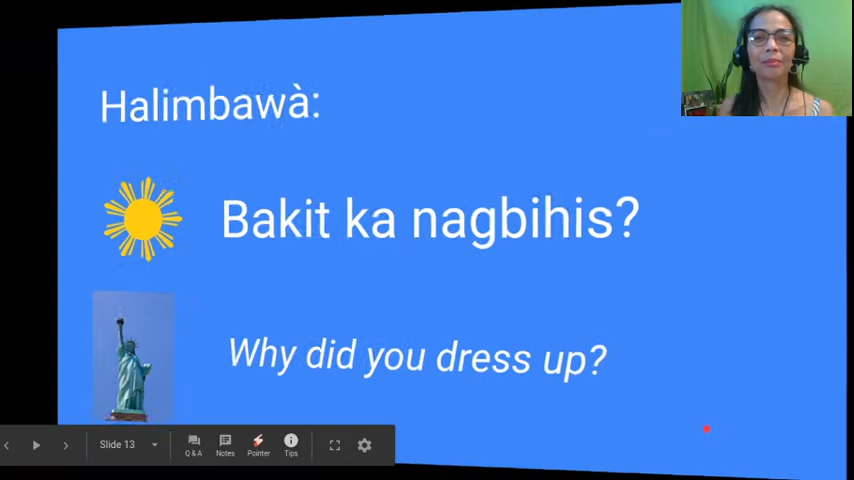 Halimbawà:
Bakit ka nagbihis?
Why did you dress up?
Slide 13
Q & A Notes Pointer Tips